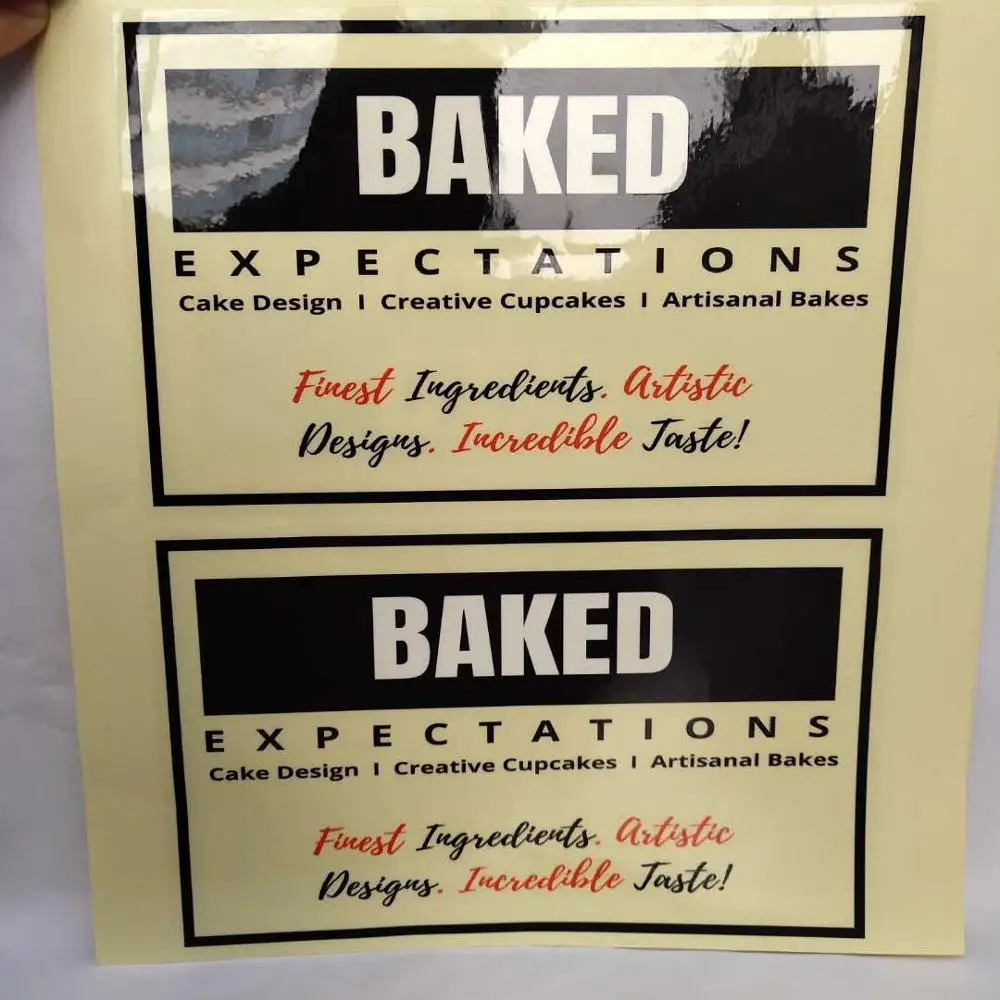 BAKED
EXPECTATIONS
Cake Design I Creative Cupcakes I Artisanal Bakes
Finest Ingredients. Artistic
Designs. Incredible Taste!
BAKED
EXPECTATIONS
Cake Design I Creative Cupcakes I Artisanal Bakes
Finest Ingredients. Artistic
Designs. Incredible Taste!